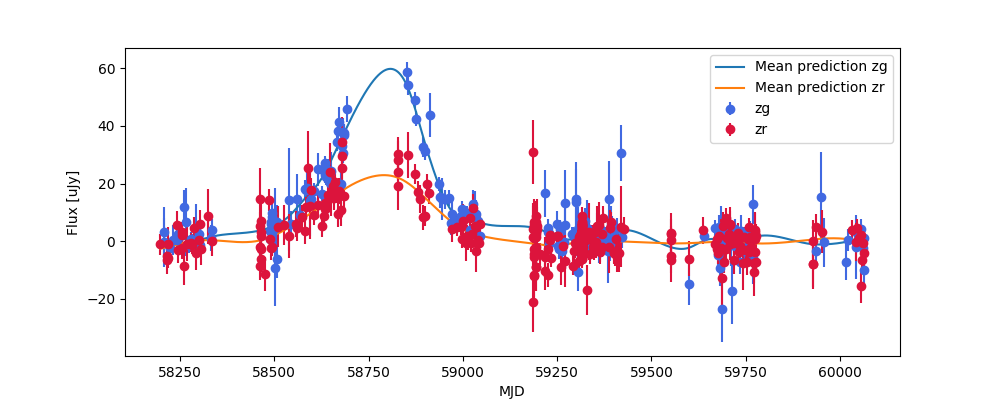 60
40
20
0
−20
Flux [uJy]
58250
58500
58750
59000
59250
59500
59750
60000
MJD
Mean prediction zg
Mean prediction zr
zg
zr